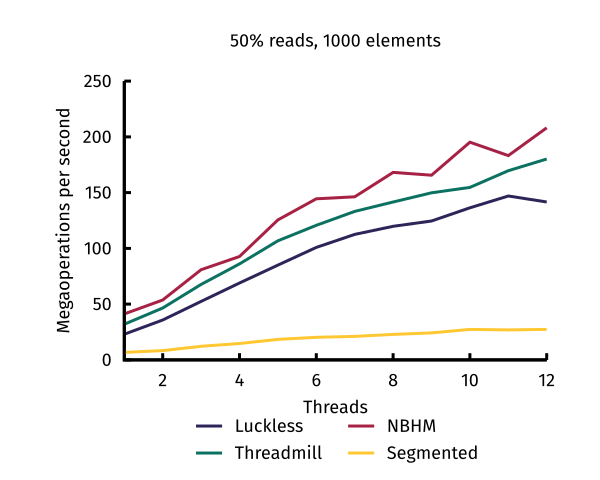 50% reads, 1000 elements
Megaoperations per second
250
200
150
100
50
0
2 4 6 8 10 12
Threads
Luckless NBHM
Threadmill Segmented